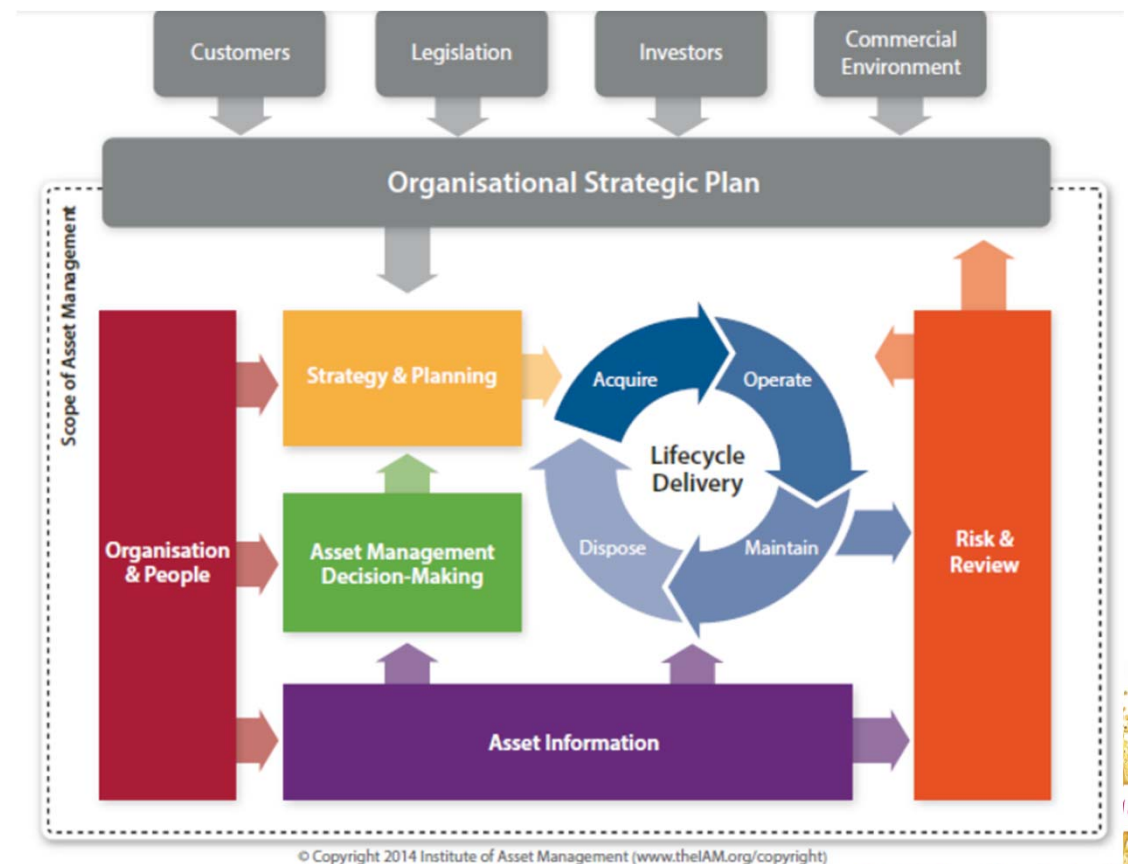 Customers
Legislation
Investors
Commercial
Environment
Organisational Strategic Plan
Scope of Asset Management
Organisation
& People
Strategy & Planning
Asset Management
Decision-Making
Acquire
Operate
Lifecycle
Delivery
Dispose
Maintain
Risk &
Review
Asset Information
© Copyright 2014 Institute of Asset Management (www.theIAM.org/copyright)